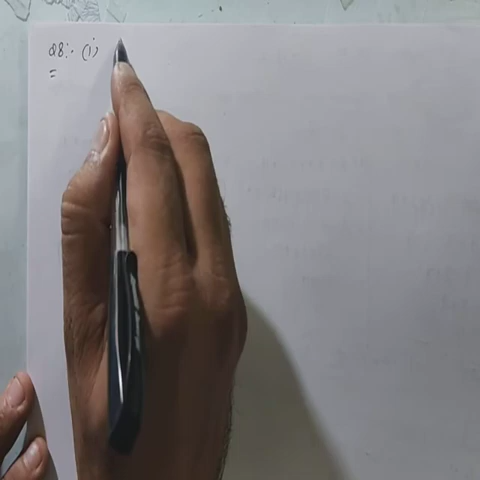 Q8:- (i)
=